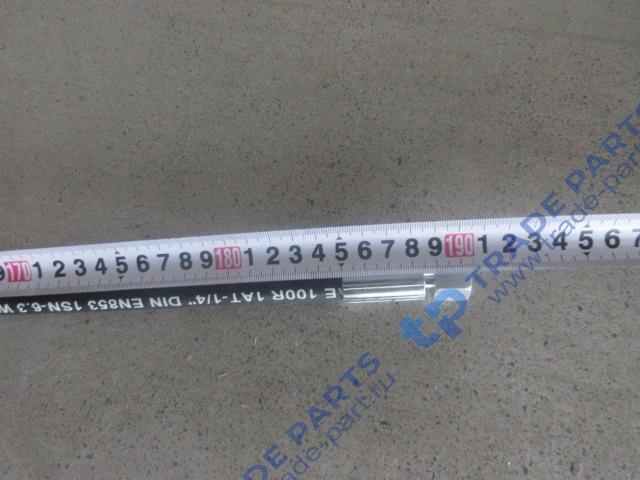 9 170 1 2 3 4 5 6 7 8 9 180 1 2 3 4 5 6 7 8 9 190 1 2 3 4 5 6 7
AE 100R 1AT-1/4" DIN EN853 1SN-6.3 W
tp TRADE PARTS
www.trade-part.ru
TRADE PARTS
trade-part.ru